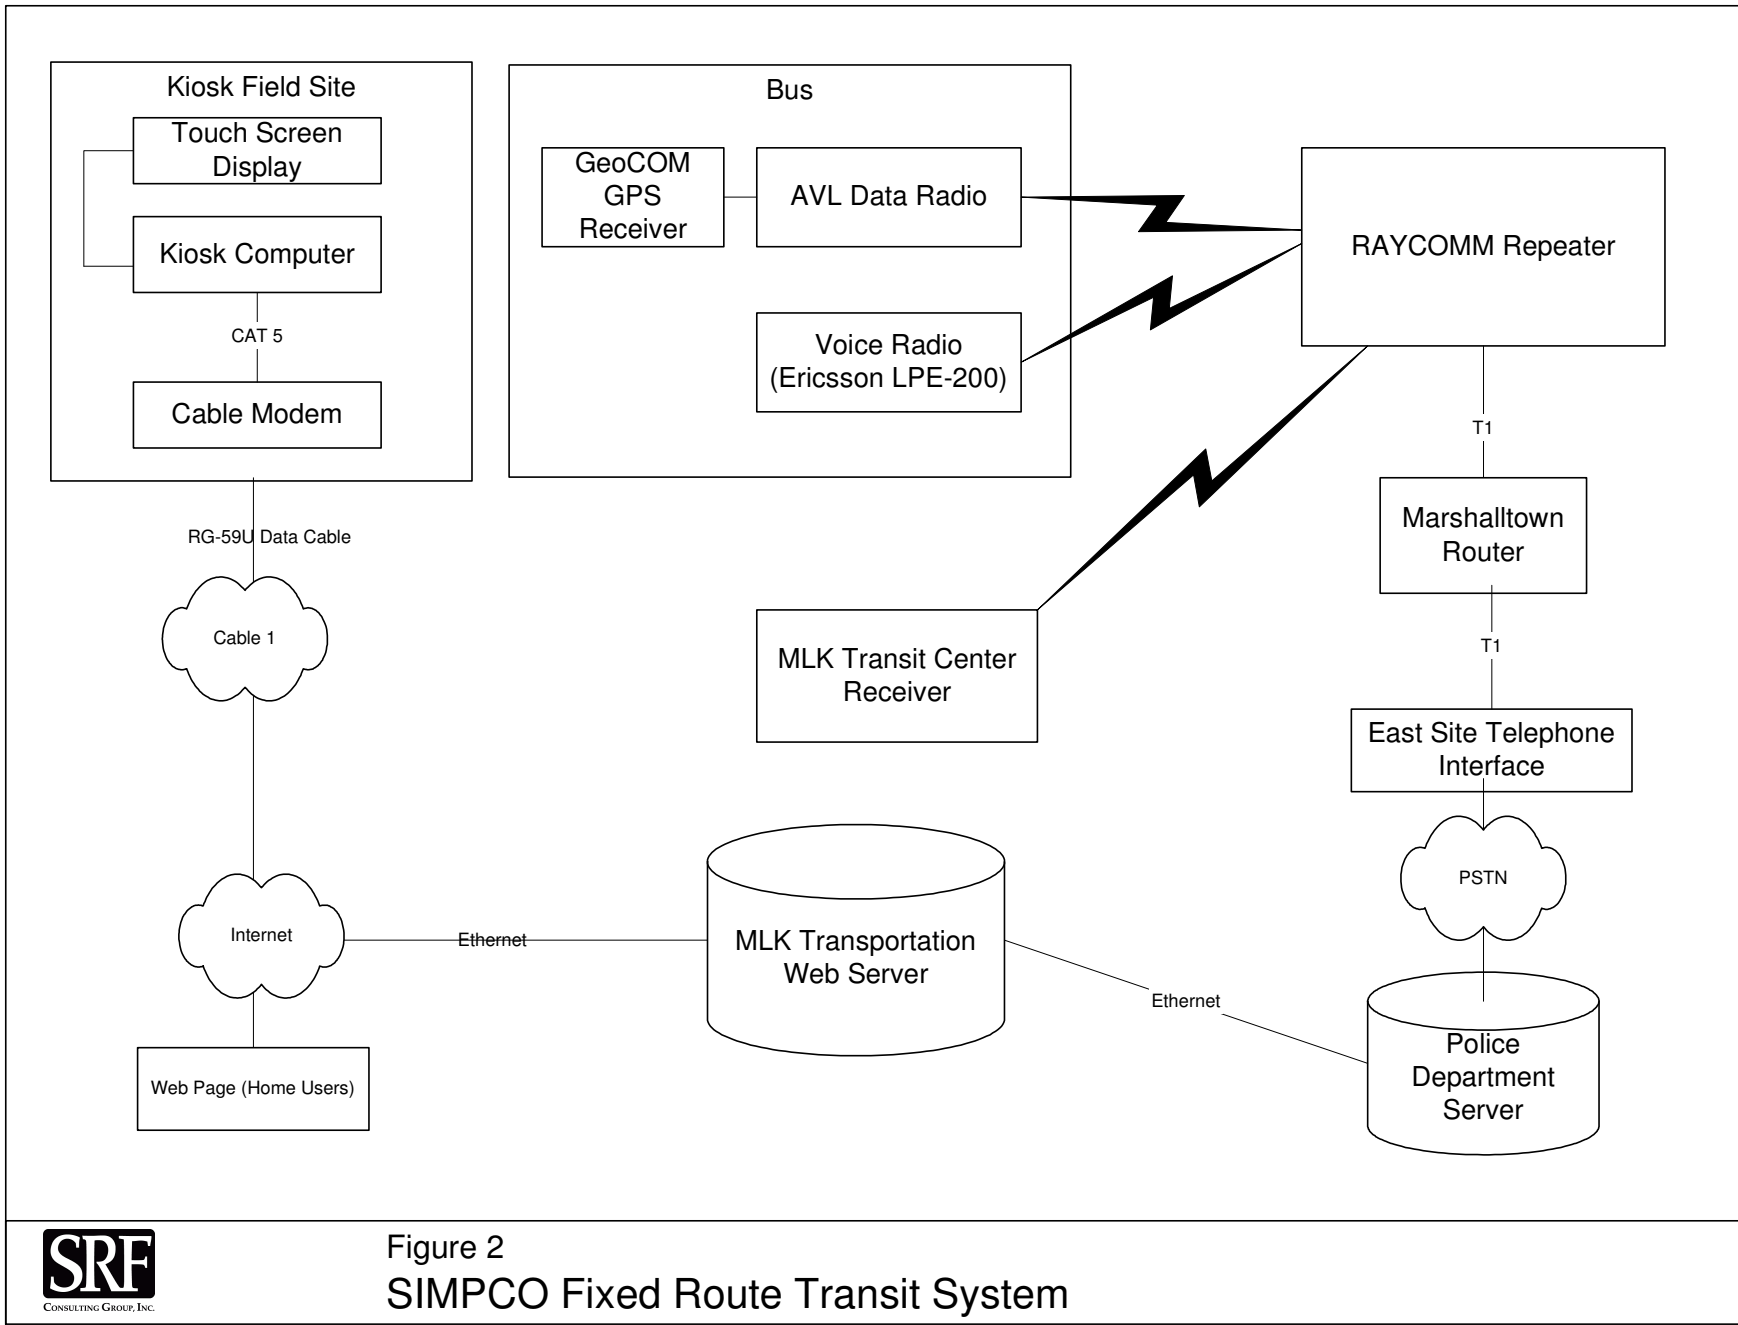 Kiosk Field Site
Touch Screen
Display
Kiosk Computer
CAT 5
Cable Modem
RG-59U Data Cable
Cable 1
Internet
Web Page (Home Users)
Bus
GeoCOM
GPS
Receiver
AVL Data Radio
Voice Radio
(Ericsson LPE-200)
RAYCOMM Repeater
T1
Marshalltown
Router
T1
East Site Telephone
Interface
PSTN
Police
Department
Server
MLK Transit Center
Receiver
Ethernet
MLK Transportation
Web Server
Ethernet
SRF
CONSULTING GROUP, INC.
Figure 2
SIMPCO Fixed Route Transit System